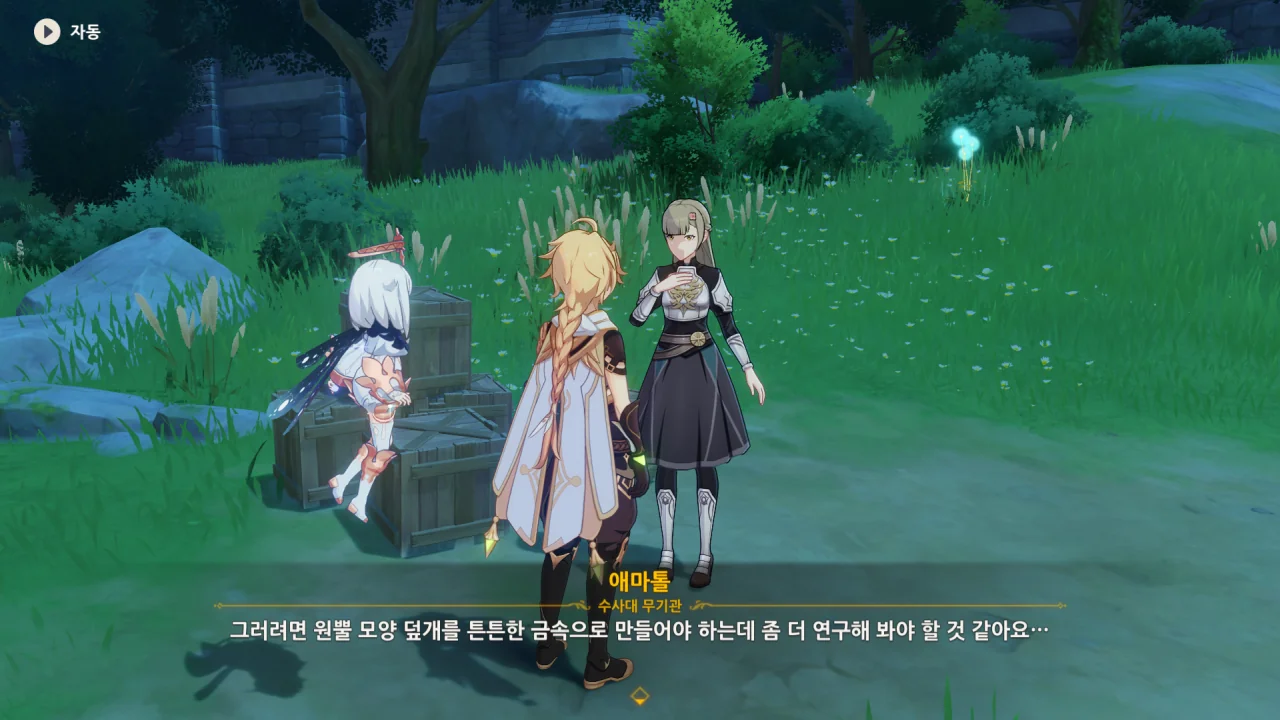 자동
애마톨
수사대 무기관
그러려면 원뿔 모양 덮개를 튼튼한 금속으로 만들어야 하는데 좀 더 연구해 봐야 할 것 같아요…